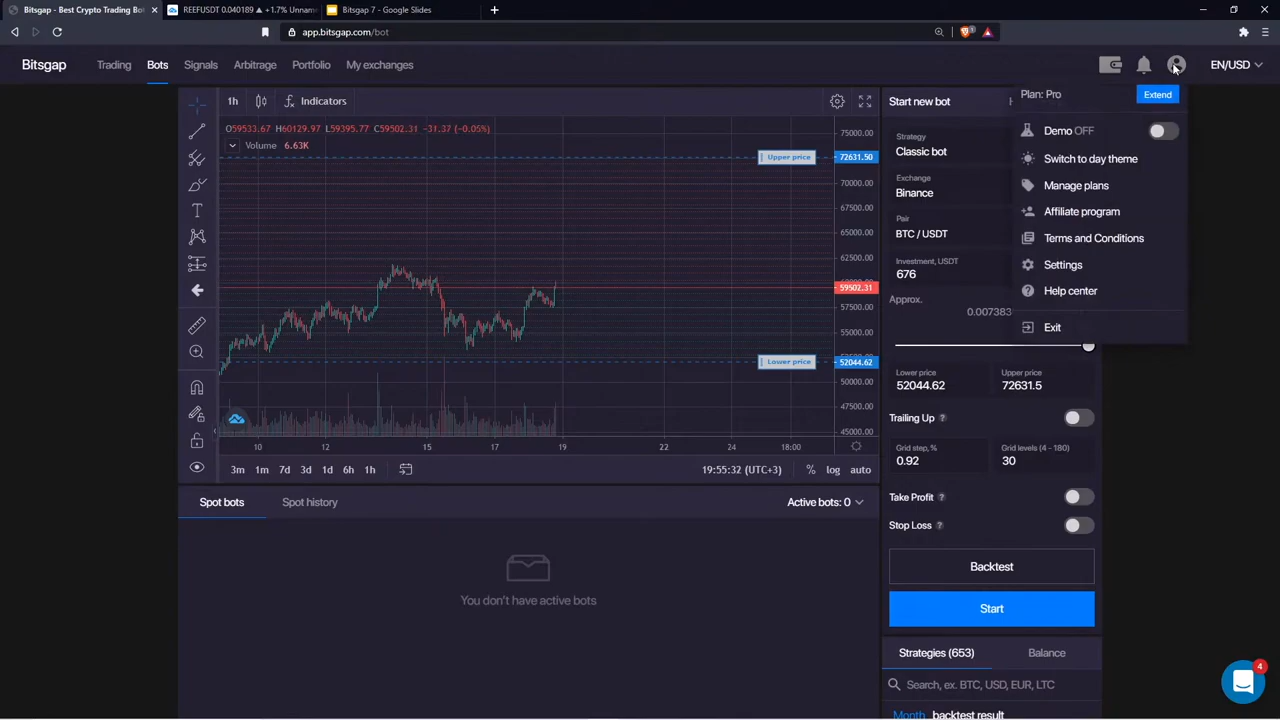 Bitsgap - Best Crypto Trading Bot
REEFUSDT 0.040189 ▲ +1.7% Unnam
Bitsgap 7 - Google Slides
app.bitsgap.com/bot
1
Bitsgap
Trading
Bots
Signals
Arbitrage
Portfolio
My exchanges
EN/USD
1h
Indicators
O59533.67 H60129.97 L59395.77 C59502.31 -31.37 (-0.05%)
Volume 6.63K
Upper price
Lower price
75000.00
72631.50
70000.00
67500.00
65000.00
62500.00
59502.31
57500.00
55000.00
52044.62
50000.00
47500.00
45000.00
10
12
15
17
19
22
24
18:00
3m 1m 7d 3d 1d 6h 1h
19:55:32 (UTC+3)
% log auto
Spot bots
Spot history
Active bots: 0
You don't have active bots
Start new bot
Strategy
Classic bot
Exchange
Binance
Pair
BTC / USDT
Investment, USDT
676
Approx.
0.007383
Lower price
52044.62
Upper price
72631.5
Trailing Up ?
Grid step, %
0.92
Grid levels (4 - 180)
30
Take Profit ?
Stop Loss ?
Backtest
Start
Strategies (653)
Balance
Search, ex. BTC, USD, EUR, LTC
Month backtest result
Plan: Pro
Extend
Demo OFF
Switch to day theme
Manage plans
Affiliate program
Terms and Conditions
Settings
Help center
Exit
4